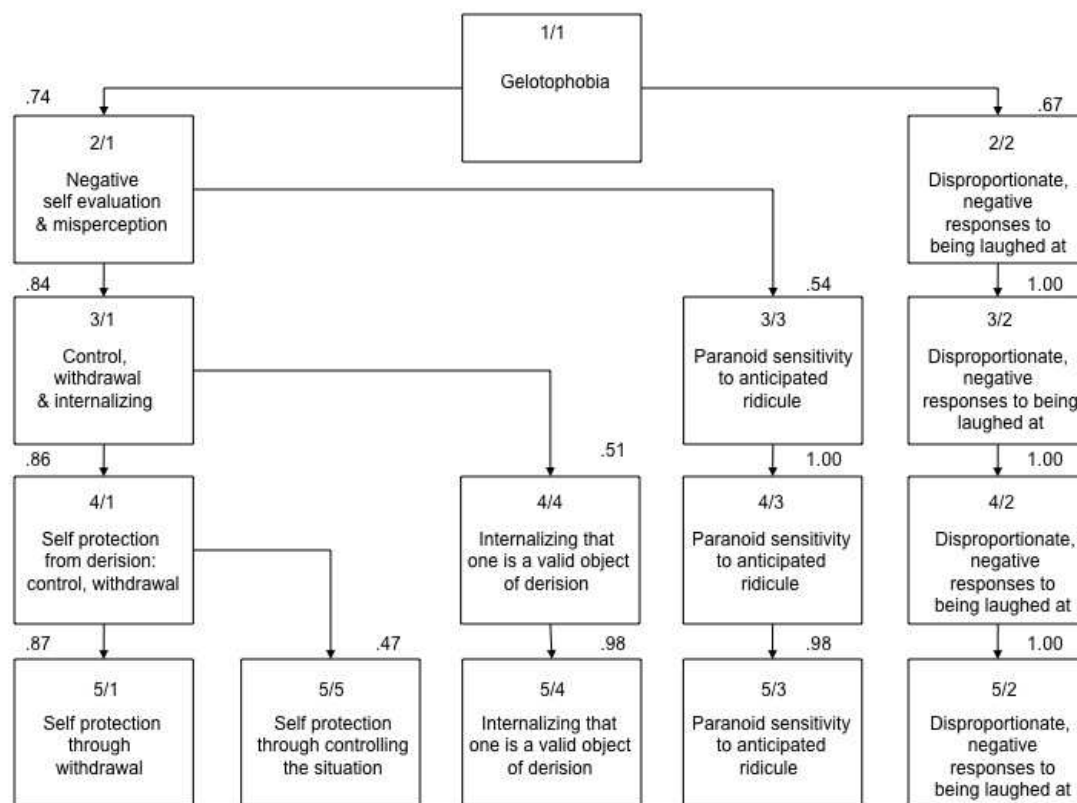 1/1
Gelotophobia
.74
.67
2/1
Negative
self evaluation
& misperception
2/2
Disproportionate,
negative
responses to
being laughed at
.84
.54
1.00
3/1
Control,
withdrawal
& internalizing
3/3
Paranoid sensitivity
to anticipated
ridicule
3/2
Disproportionate,
negative
responses to being
laughed at
.86
.51
1.00
1.00
4/1
Self protection
from derision:
control, withdrawal
4/4
Internalizing that
one is a valid object
of derision
4/3
Paranoid sensitivity
to anticipated
ridicule
4/2
Disproportionate,
negative
responses to
being laughed at
.87
.47
.98
.98
1.00
5/1
Self protection
through
withdrawal
5/5
Self protection
through controlling
the situation
5/4
Internalizing that
one is a valid object
of derision
5/3
Paranoid sensitivity
to anticipated
ridicule
5/2
Disproportionate,
negative
responses to
being laughed at